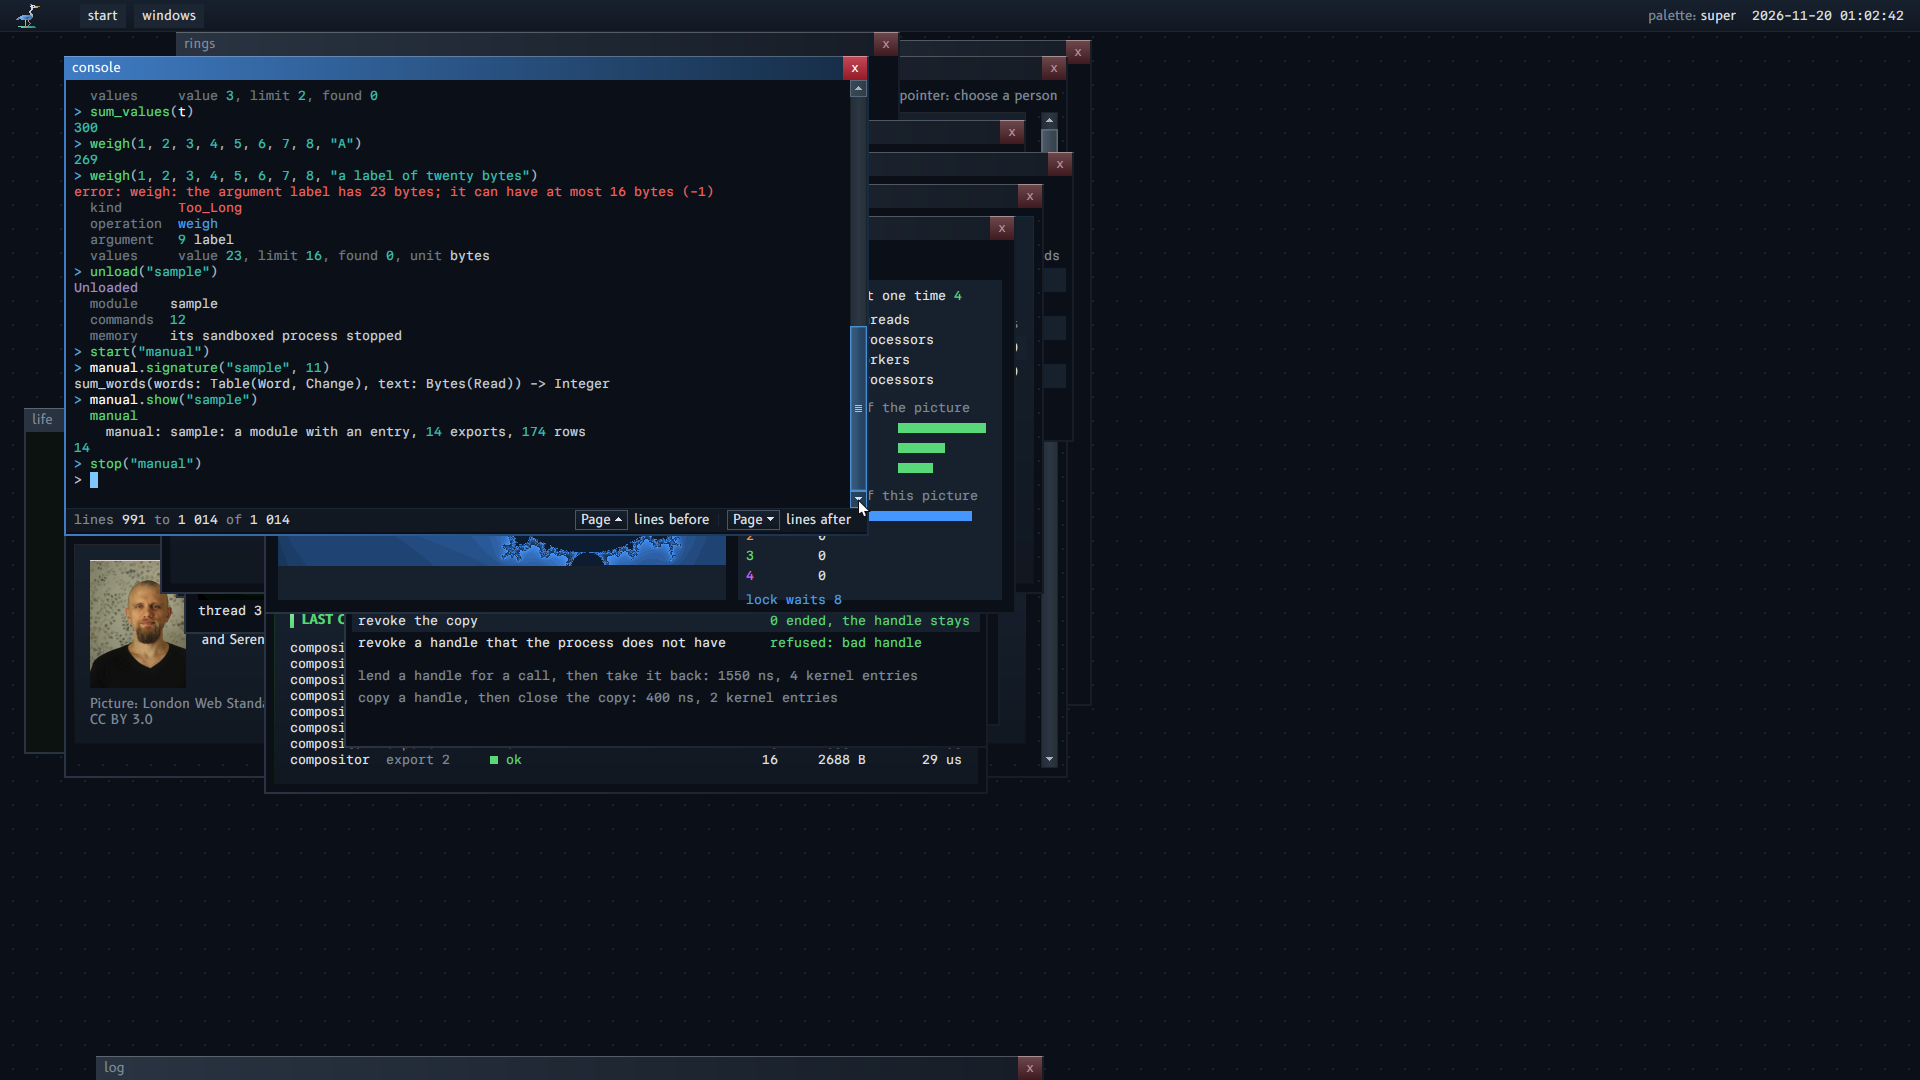 start windows palette: super 2026-11-20 01:02:42
rings x
x
console x
x
values value 3, limit 2, found 0
> sum_values(t)
300
> weigh(1, 2, 3, 4, 5, 6, 7, 8, "A")
269
> weigh(1, 2, 3, 4, 5, 6, 7, 8, "a label of twenty bytes")
error: weigh: the argument label has 23 bytes; it can have at most 16 bytes (-1)
kind Too_Long
operation weigh
argument 9 label
values value 23, limit 16, found 0, unit bytes
> unload("sample")
Unloaded
module sample
commands 12
memory its sandboxed process stopped
> start("manual")
> manual.signature("sample", 11)
sum_words(words: Table(Word, Change), text: Bytes(Read)) -> Integer
> manual.show("sample")
manual
manual: sample: a module with an entry, 14 exports, 174 rows
14
> stop("manual")
>
lines 991 to 1 014 of 1 014 Page lines before Page lines after
pointer: choose a person
x
x
x
x
ds
t one time 4
reads
ocessors
rkers
ocessors
f the picture
f this picture
2 0
3 0
4 0
lock waits 8
life
thread 3
and Seren
Picture: London Web Standa
CC BY 3.0
LAST C
revoke the copy 0 ended, the handle stays
revoke a handle that the process does not have refused: bad handle
lend a handle for a call, then take it back: 1550 ns, 4 kernel entries
copy a handle, then close the copy: 400 ns, 2 kernel entries
composi
composi
composi
composi
composi
composi
composi
compositor export 2 ok 16 2688 B 29 us
log x